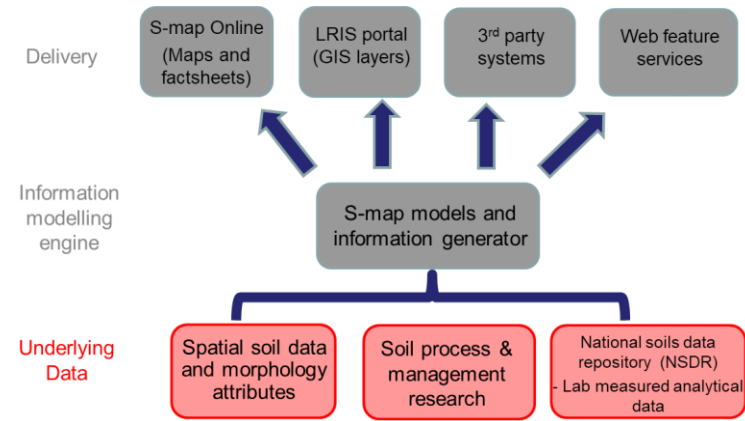 Delivery
S-map Online
(Maps and
factsheets)
LRIS portal
(GIS layers)
3rd party
systems
Web feature
services
Information
modelling
engine
S-map models and
information generator
Underlying
Data
Spatial soil data
and morphology
attributes
Soil process &
management
research
National soils data
repository (NSDR)
- Lab measured analytical
data